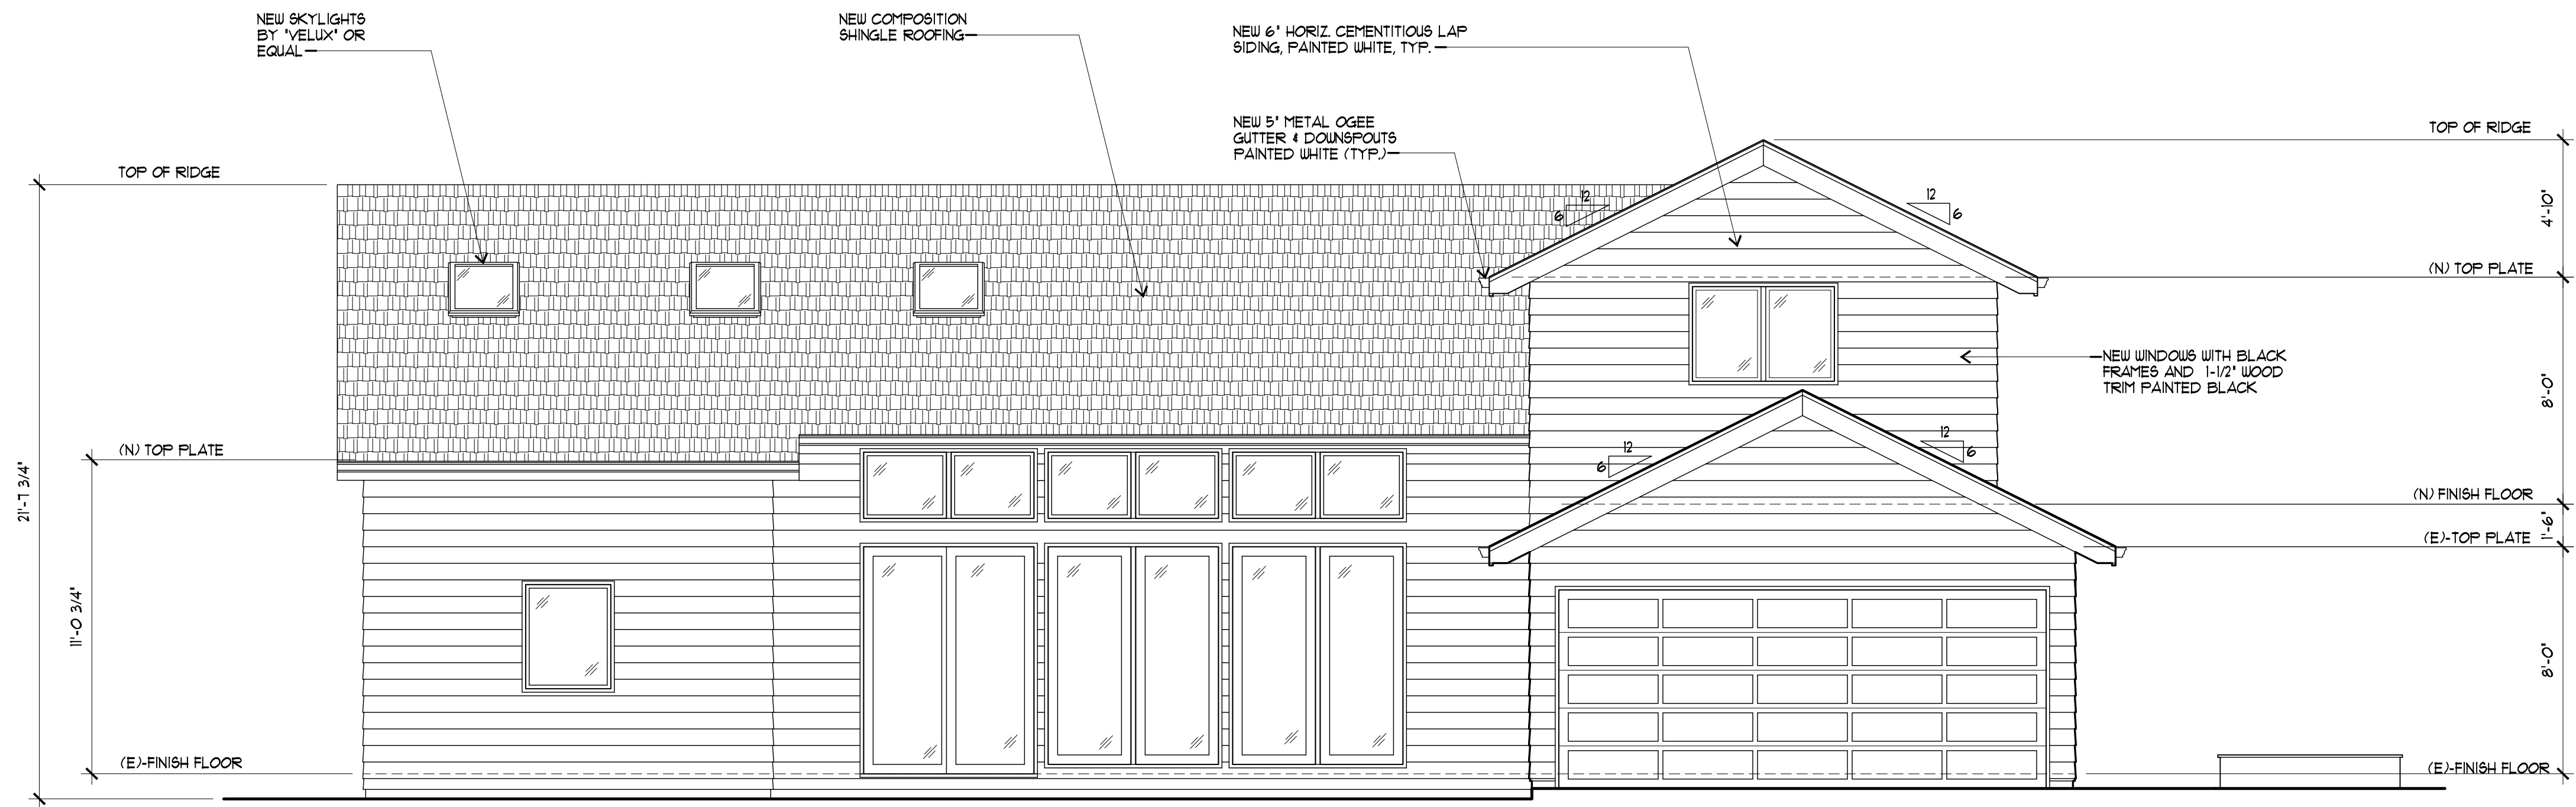 NEW SKYLIGHTS
BY "VELUX" OR
EQUAL
NEW COMPOSITION
SHINGLE ROOFING
NEW 6" HORIZ. CEMENTITIOUS LAP
SIDING, PAINTED WHITE, TYP.
NEW 5" METAL OGEE
GUTTER & DOWNSPOUTS
PAINTED WHITE (TYP.)
TOP OF RIDGE
TOP OF RIDGE
12
6
12
6
4'-10"
(N) TOP PLATE
NEW WINDOWS WITH BLACK
FRAMES AND 1-1/2" WOOD
TRIM PAINTED BLACK
8'-0"
(N) TOP PLATE
12
6
12
6
21'-7 3/4"
(N) FINISH FLOOR
1'-6"
(E)-TOP PLATE
11'-0 3/4"
8'-0"
(E)-FINISH FLOOR
(E)-FINISH FLOOR